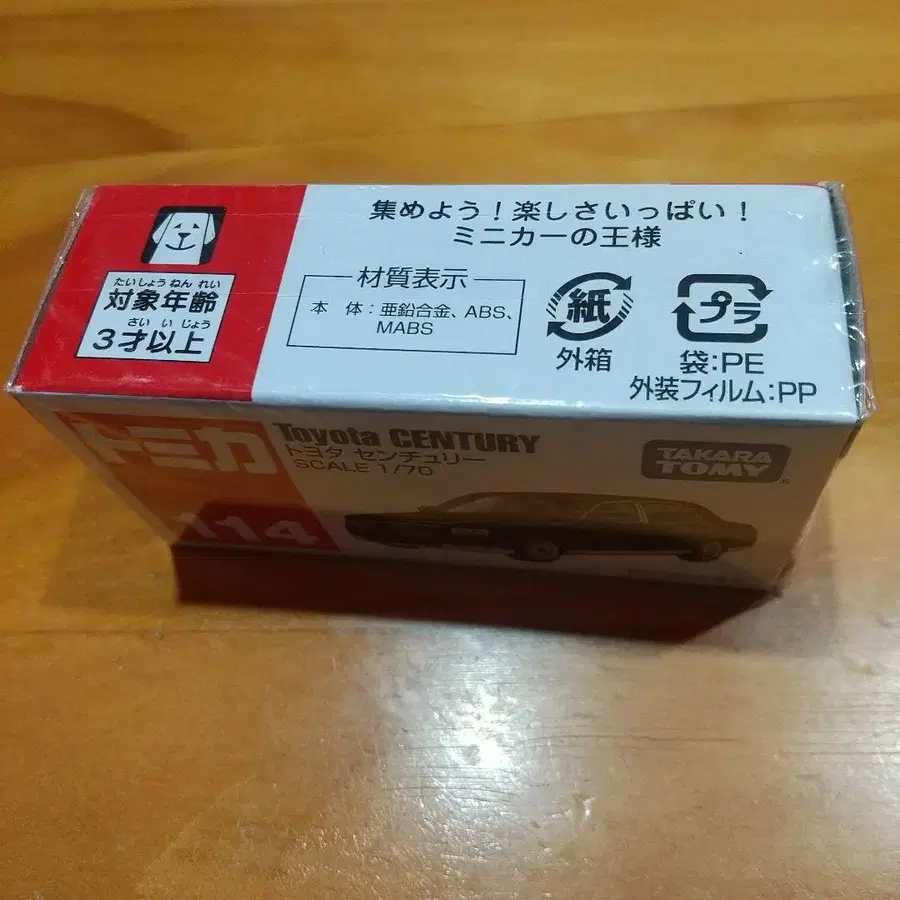 集めよう！楽しさいっぱい！
ミニカーの王様
たいしょうねんれい
対象年齢
さいいじょう
3才以上
材質表示
本 体：亜鉛合金、ABS、
MABS
紙
外箱
プラ
袋:PE
外装フィルム:PP
トミカ
114
Toyota CENTURY
トヨタ センチュリー
SCALE 1/70
TAKARA
TOMY